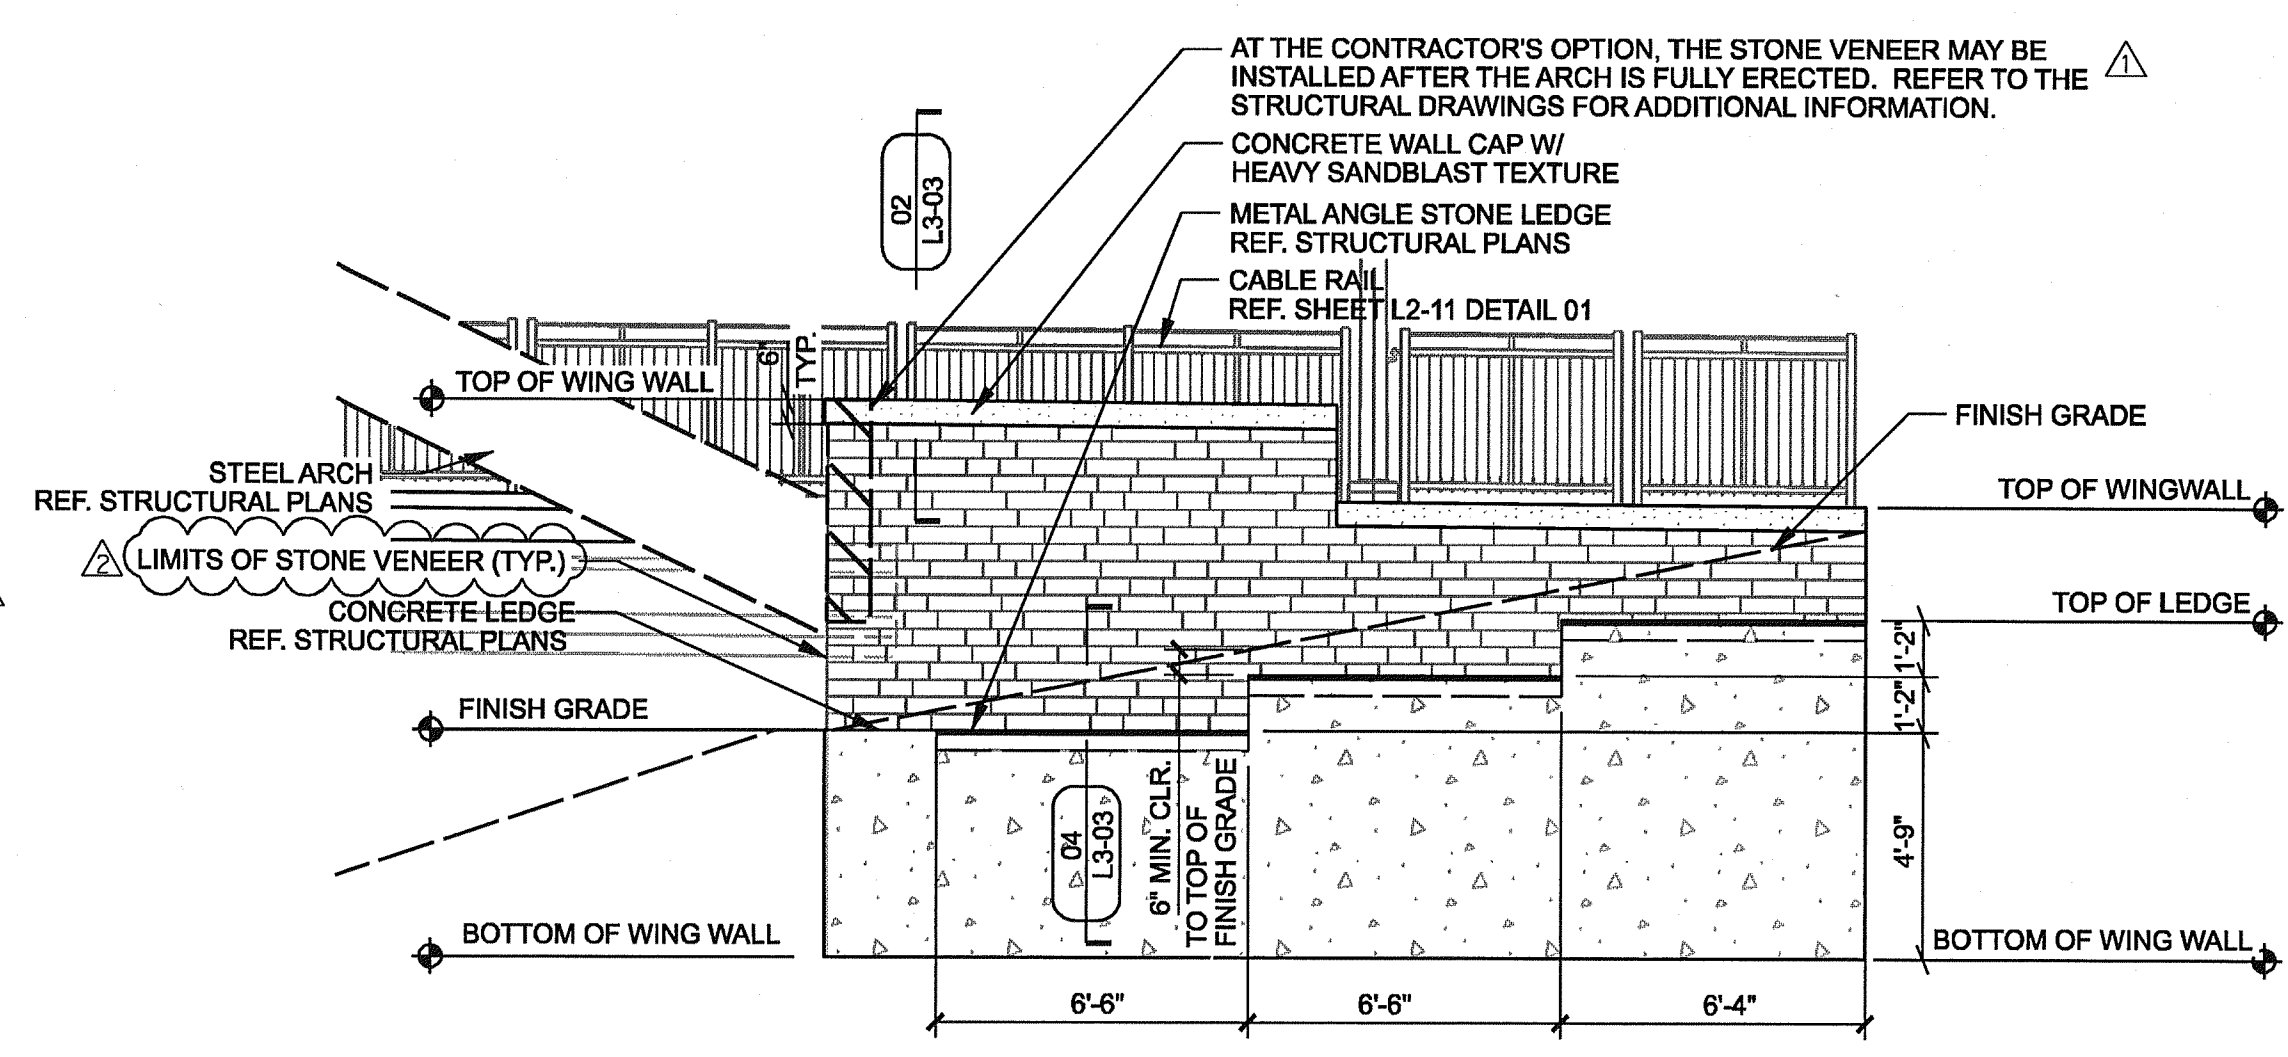 AT THE CONTRACTOR'S OPTION, THE STONE VENEER MAY BE
INSTALLED AFTER THE ARCH IS FULLY ERECTED. REFER TO THE
STRUCTURAL DRAWINGS FOR ADDITIONAL INFORMATION.
1
CONCRETE WALL CAP W/
HEAVY SANDBLAST TEXTURE
02
L3-03
METAL ANGLE STONE LEDGE
REF. STRUCTURAL PLANS
CABLE RAIL
REF. SHEET L2-11 DETAIL 01
6"
TYP.
TOP OF WING WALL
FINISH GRADE
STEEL ARCH
REF. STRUCTURAL PLANS
TOP OF WINGWALL
2
LIMITS OF STONE VENEER (TYP.)
CONCRETE LEDGE
REF. STRUCTURAL PLANS
TOP OF LEDGE
1'-2"
1'-2"
4'-9"
FINISH GRADE
04
L3-03
6" MIN. CLR.
TO TOP OF
FINISH GRADE
BOTTOM OF WING WALL
BOTTOM OF WING WALL
6'-6"
6'-6"
6'-4"